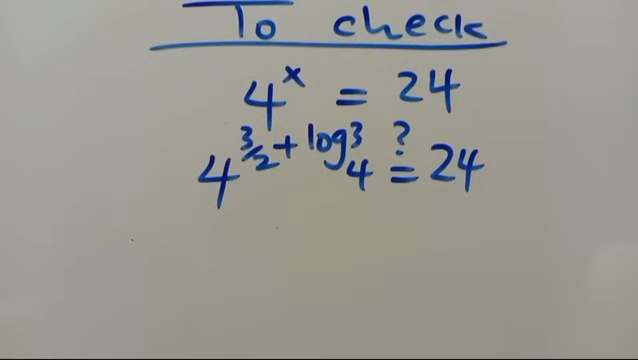 To check
4^x = 24
4^{3/2 + log_4 3} ?= 24